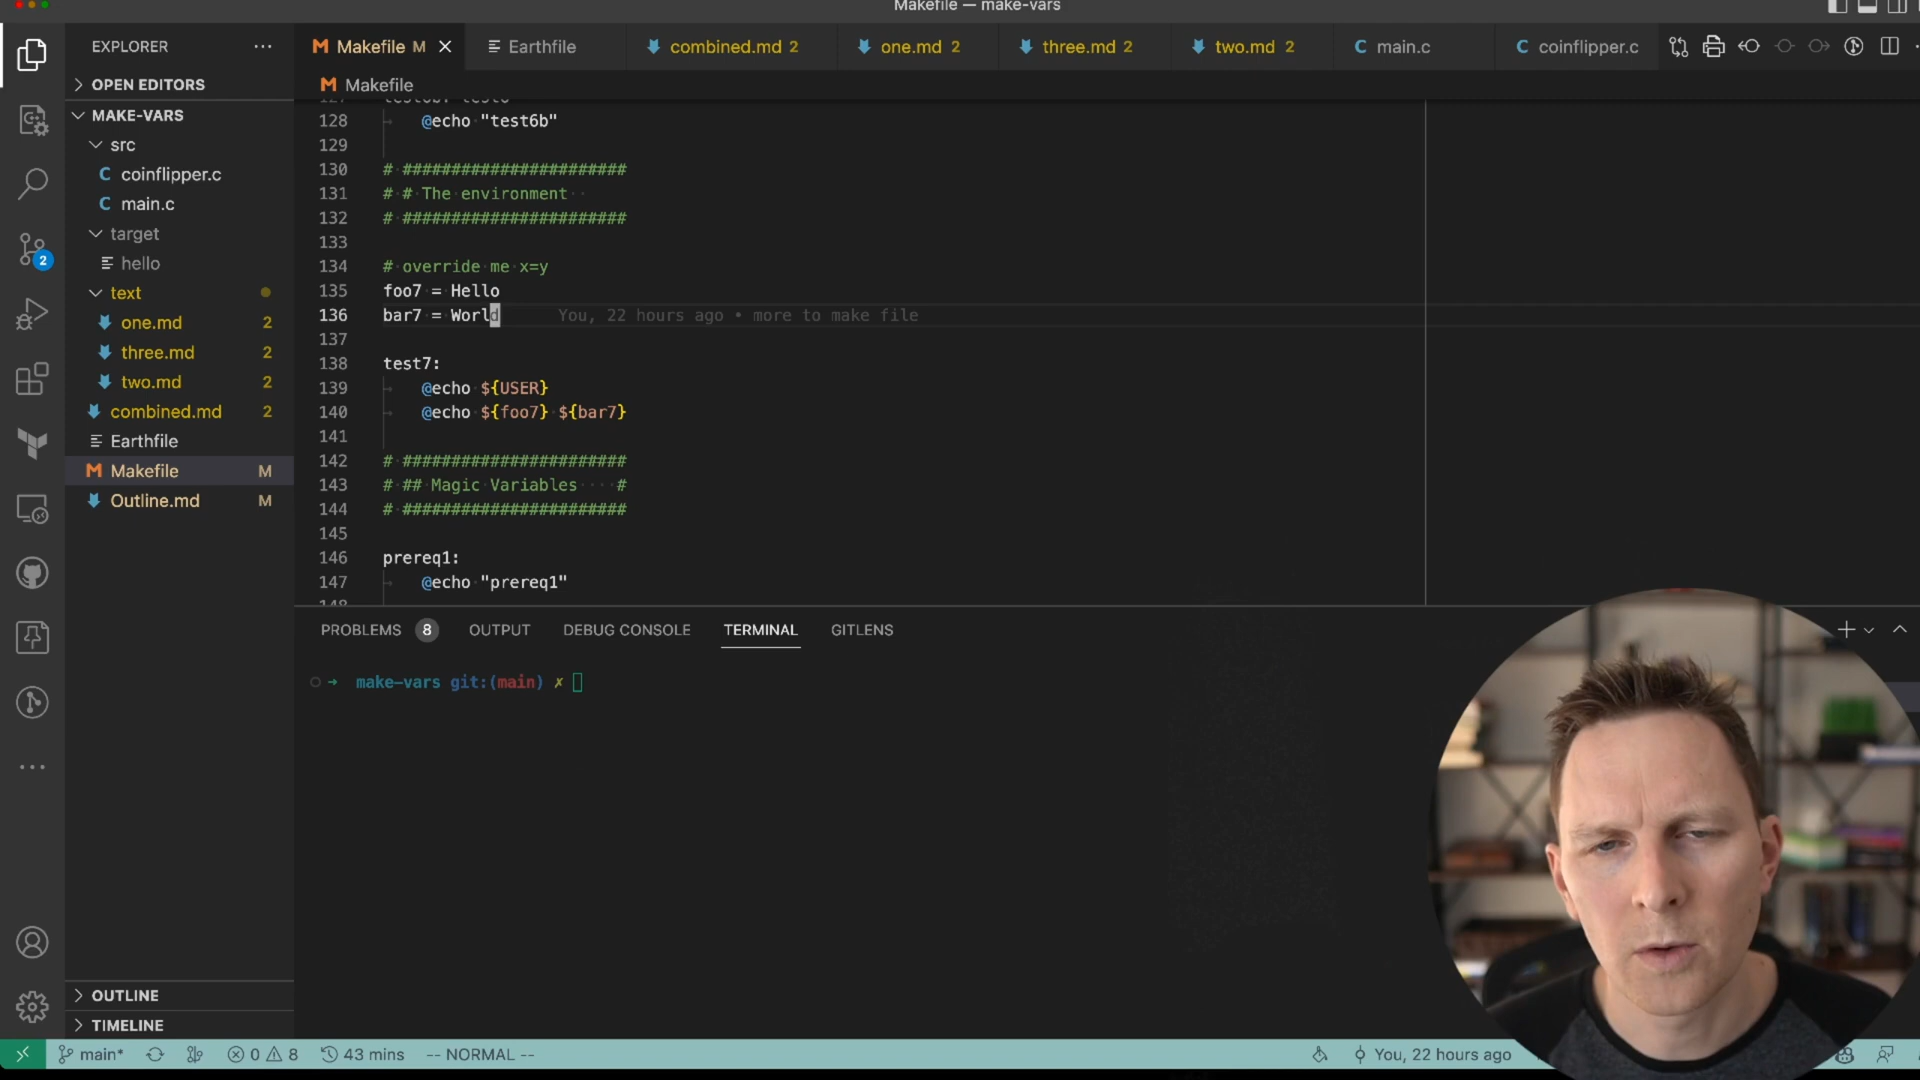 Makefile — make-vars
EXPLORER
Makefile M
Earthfile
combined.md 2
one.md 2
three.md 2
two.md 2
main.c
coinflipper.c
OPEN EDITORS
MAKE-VARS
src
coinflipper.c
main.c
target
hello
text
one.md 2
three.md 2
two.md 2
combined.md 2
Earthfile
Makefile M
Outline.md M
OUTLINE
TIMELINE
2
Makefile
128 @echo "test6b"
129
130 # #######################
131 # # The environment
132 # #######################
133
134 # override me x=y
135 foo7 = Hello
136 bar7 = World You, 22 hours ago • more to make file
137
138 test7:
139 @echo ${USER}
140 @echo ${foo7} ${bar7}
141
142 # #######################
143 # ## Magic Variables #
144 # #######################
145
146 prereq1:
147 @echo "prereq1"
PROBLEMS 8 OUTPUT DEBUG CONSOLE TERMINAL GITLENS
make-vars git:(main) ✗
main* 0 8 43 mins -- NORMAL -- You, 22 hours ago